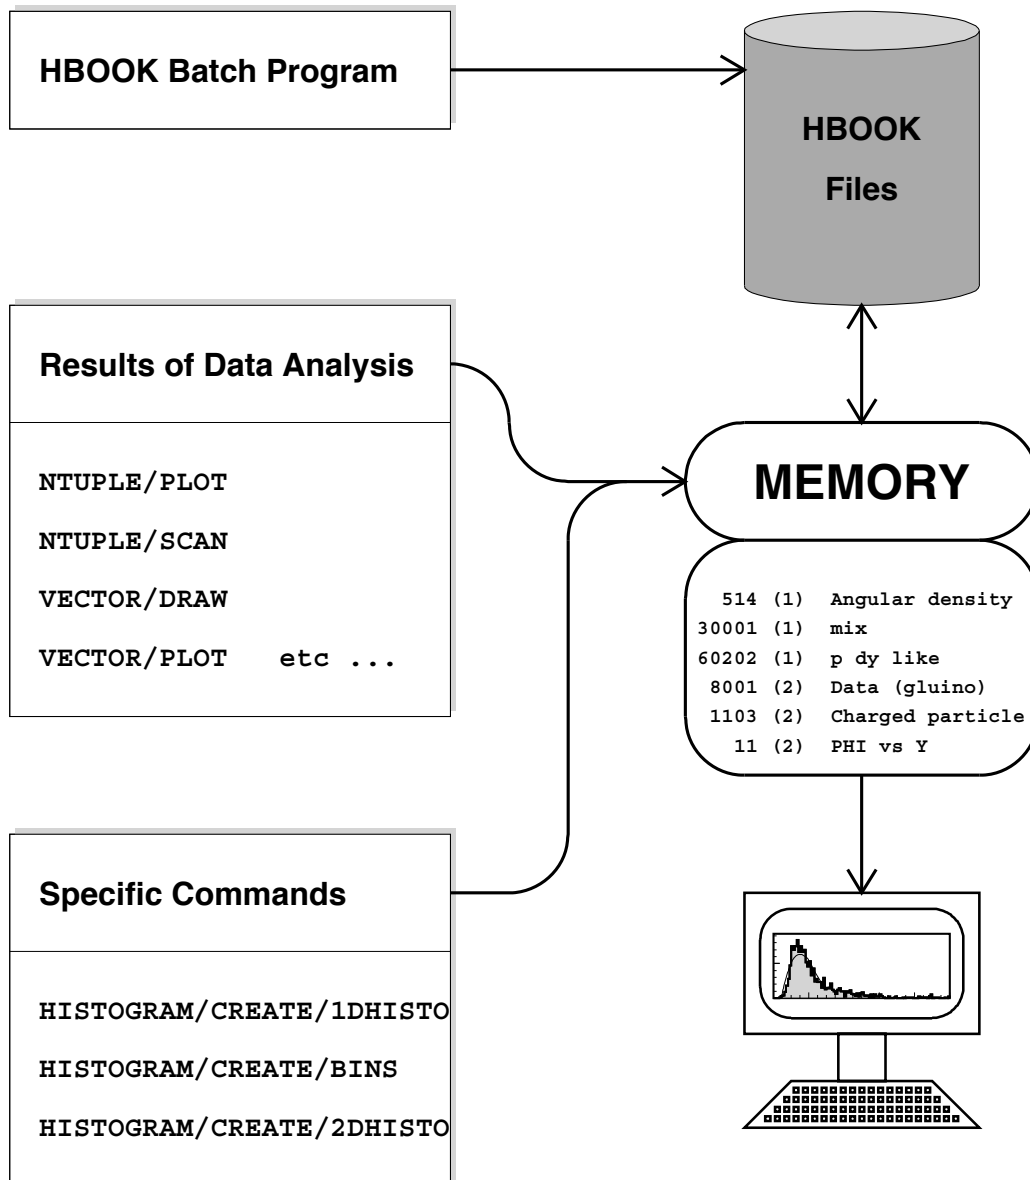 HBOOK Batch Program
HBOOK
Files
Results of Data Analysis
NTUPLE/PLOT
NTUPLE/SCAN
VECTOR/DRAW
VECTOR/PLOT etc ...
MEMORY
514 (1) Angular density
30001 (1) mix
60202 (1) p dy like
8001 (2) Data (gluino)
1103 (2) Charged particle
11 (2) PHI vs Y
Specific Commands
HISTOGRAM/CREATE/1DHISTO
HISTOGRAM/CREATE/BINS
HISTOGRAM/CREATE/2DHISTO